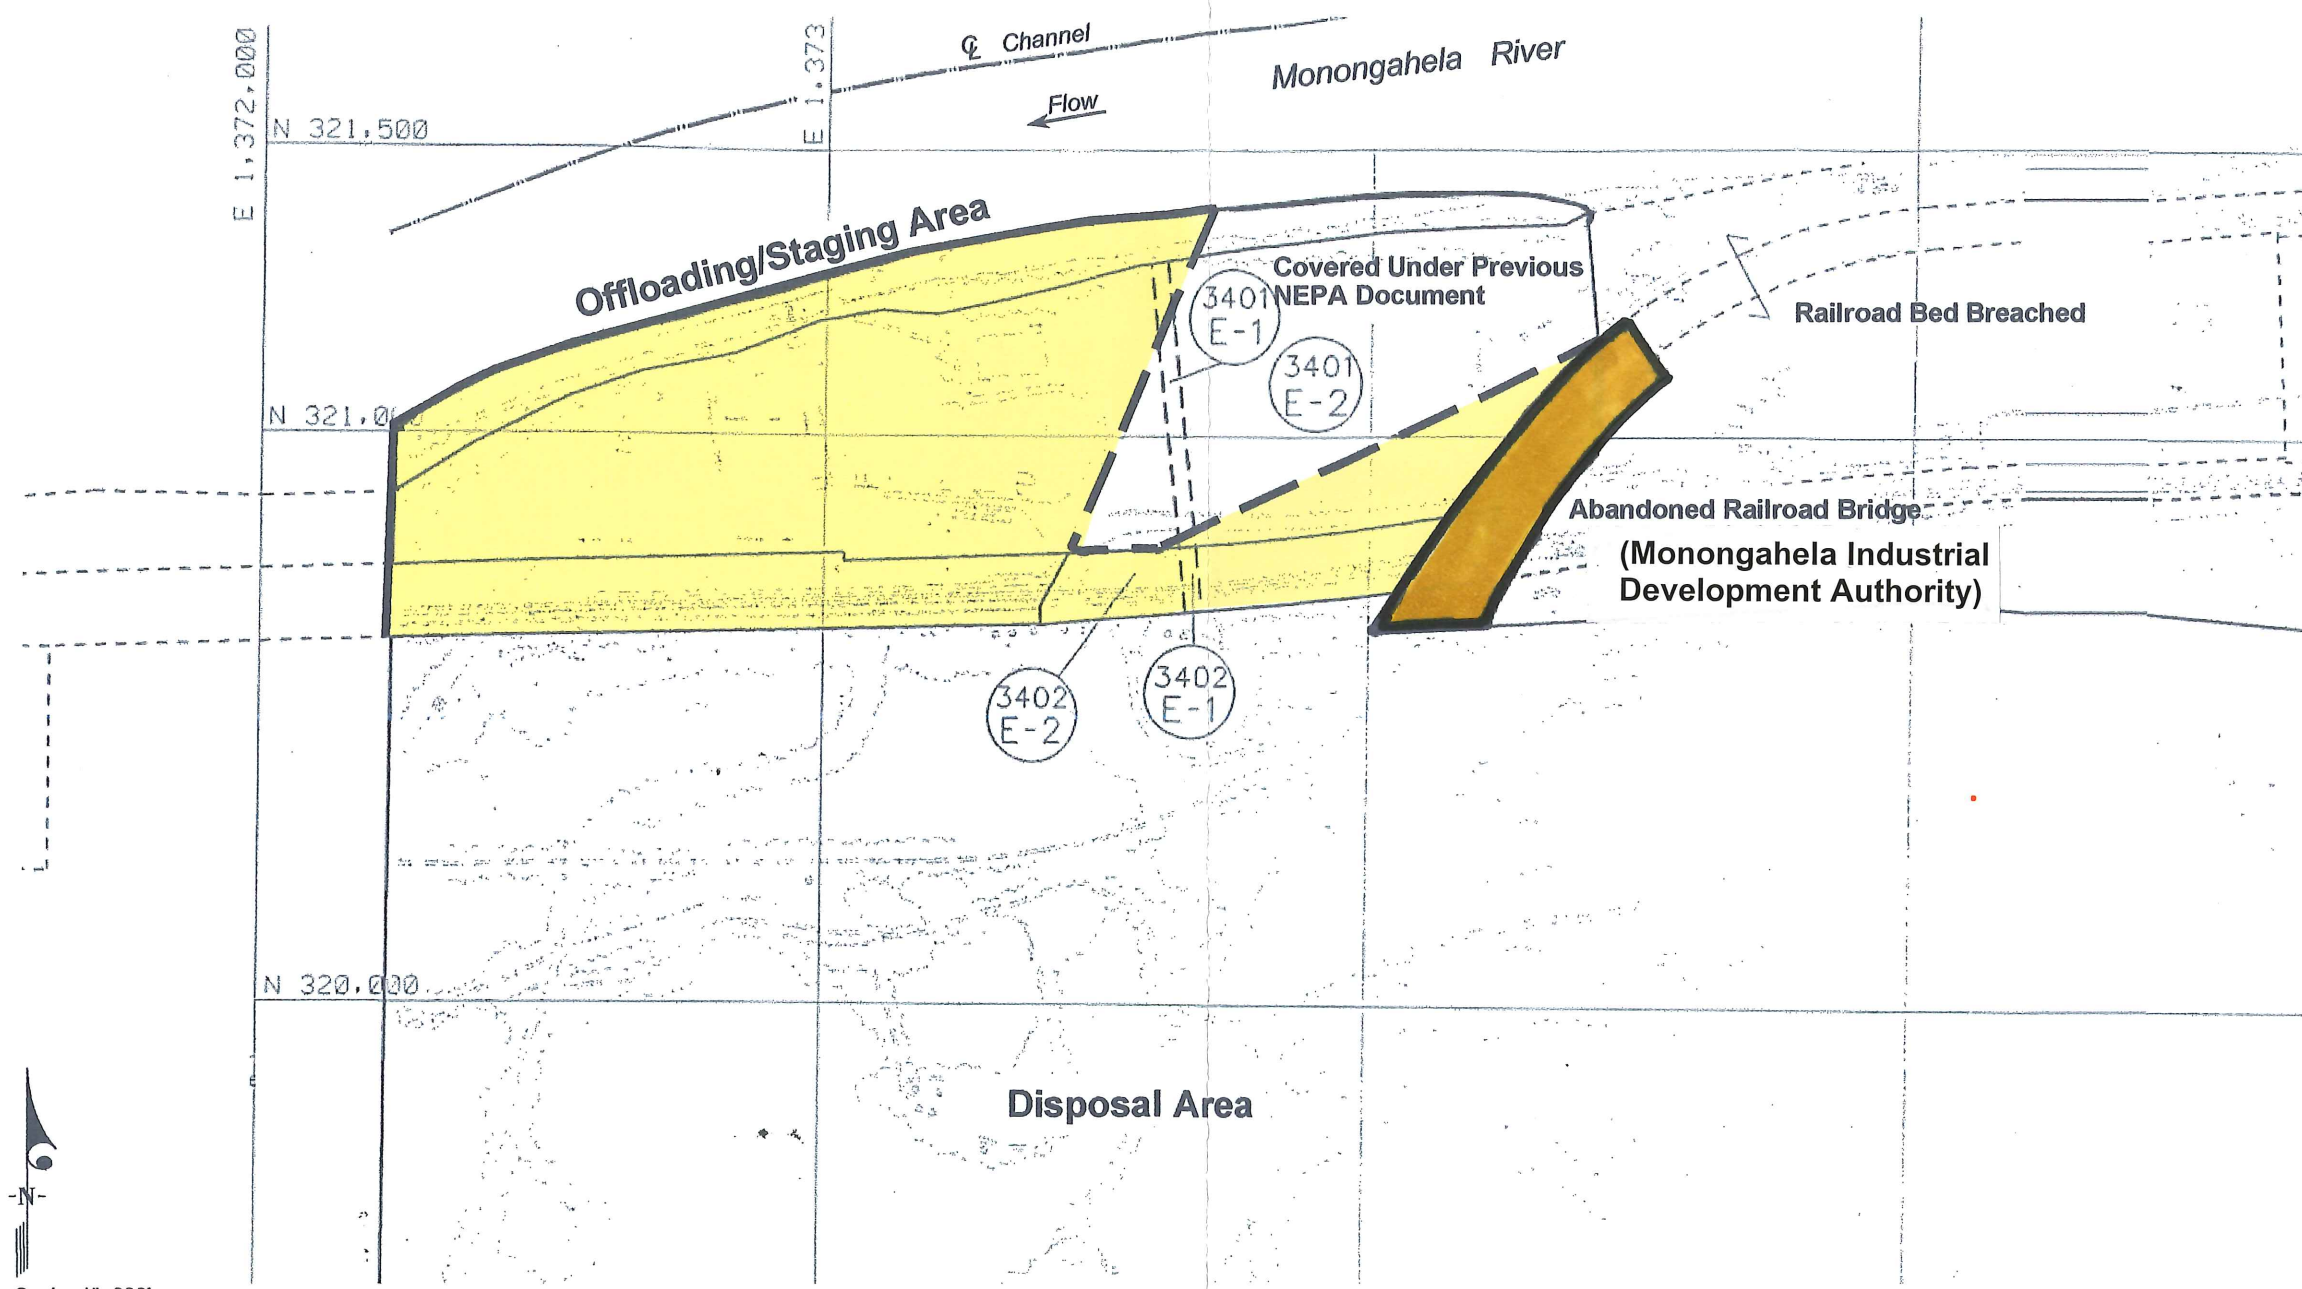 E 1,372,000
E 1,373
℄ Channel
Monongahela River
Flow
N 321,500
Offloading/Staging Area
Covered Under Previous
NEPA Document
3401
E-1
3401
E-2
Railroad Bed Breached
N 321,0
Abandoned Railroad Bridge
(Monongahela Industrial
Development Authority)
3402
E-2
3402
E-1
N 320,000
Disposal Area
-N-